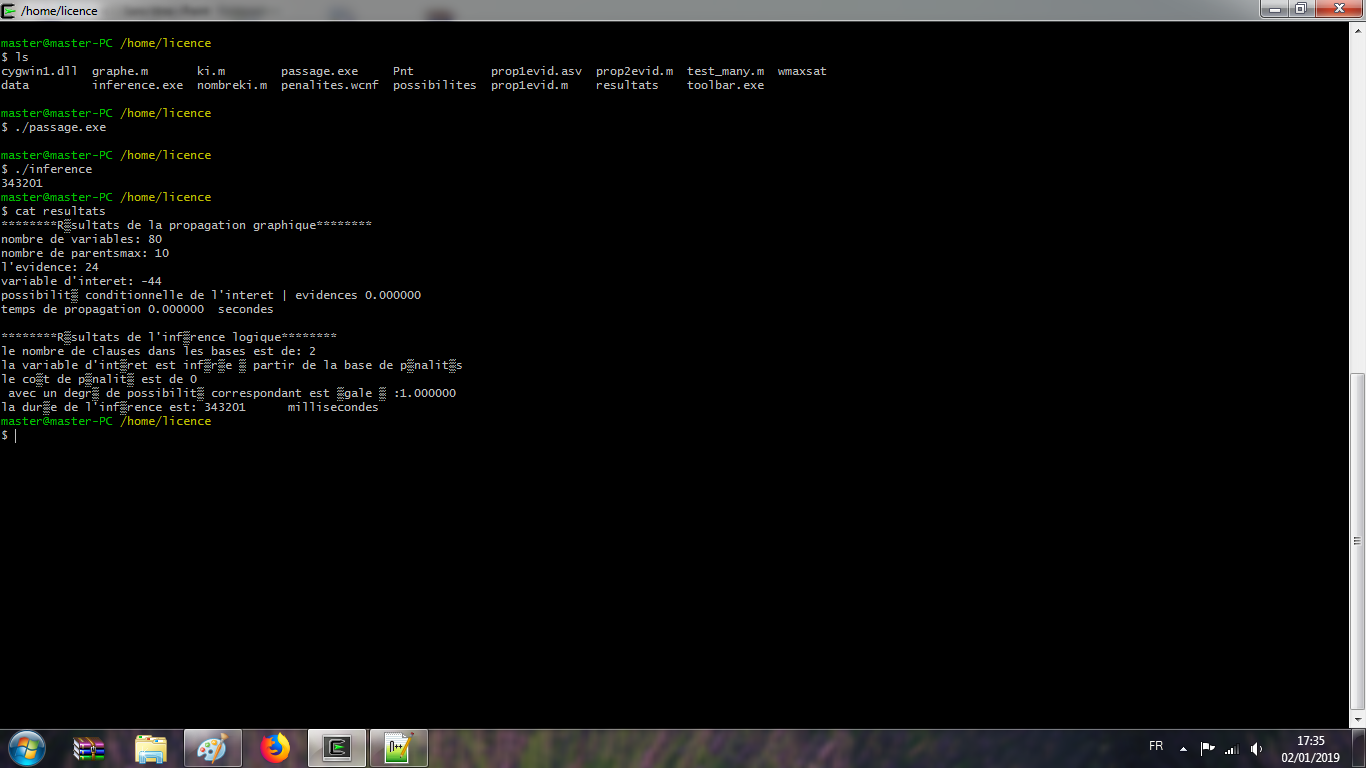 /home/licence
master@master-PC /home/licence
$ ls
cygwin1.dll graphe.m ki.m passage.exe Pnt prop1evid.asv prop2evid.m test_many.m wmaxsat
data inference.exe nombreki.m penalites.wcnf possibilites prop1evid.m resultats toolbar.exe
master@master-PC /home/licence
$ ./passage.exe
master@master-PC /home/licence
$ ./inference
343201
master@master-PC /home/licence
$ cat resultats
********R▒sultats de la propagation graphique********
nombre de variables: 80
nombre de parentsmax: 10
l'evidence: 24
variable d'interet: -44
possibilit▒ conditionnelle de l'interet | evidences 0.000000
temps de propagation 0.000000 secondes
********R▒sultats de l'inf▒rence logique********
le nombre de clauses dans les bases est de: 2
la variable d'int▒ret est inf▒r▒e ▒ partir de la base de p▒nalit▒s
le co▒t de p▒nalit▒ est de 0
avec un degr▒ de possibilit▒ correspondant est ▒gale ▒ :1.000000
la dur▒e de l'inf▒rence est: 343201 millisecondes
master@master-PC /home/licence
$
FR
17:35
02/01/2019